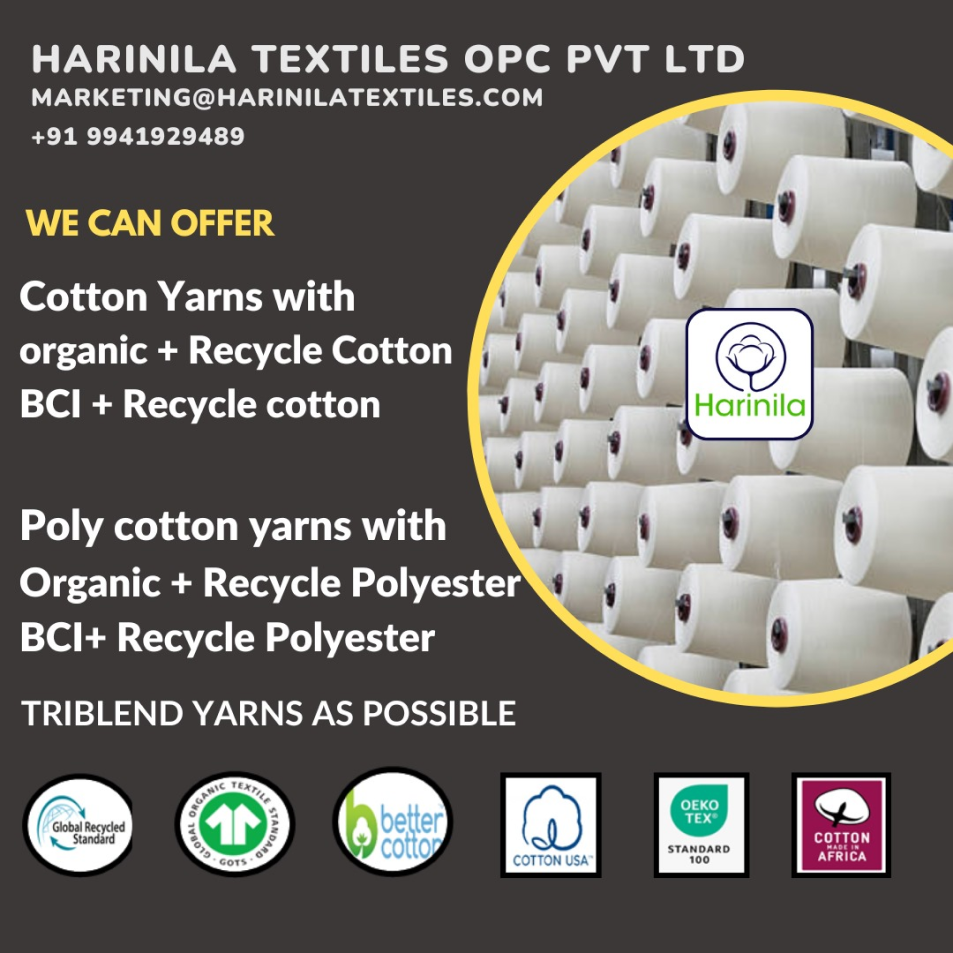 HARINILA TEXTILES OPC PVT LTD
MARKETING@HARINILATEXTILES.COM
+91 9941929489
WE CAN OFFER
Cotton Yarns with
organic + Recycle Cotton
BCI + Recycle cotton
Harinila
Poly cotton yarns with
Organic + Recycle Polyester
BCI+ Recycle Polyester
TRIBLEND YARNS AS POSSIBLE
Global Recycled
Standard
GLOBAL ORGANIC TEXTILE STANDARD
· GOTS ·
better
cotton
COTTON USA™
OEKO
TEX®
STANDARD
100
COTTON
MADE IN
AFRICA